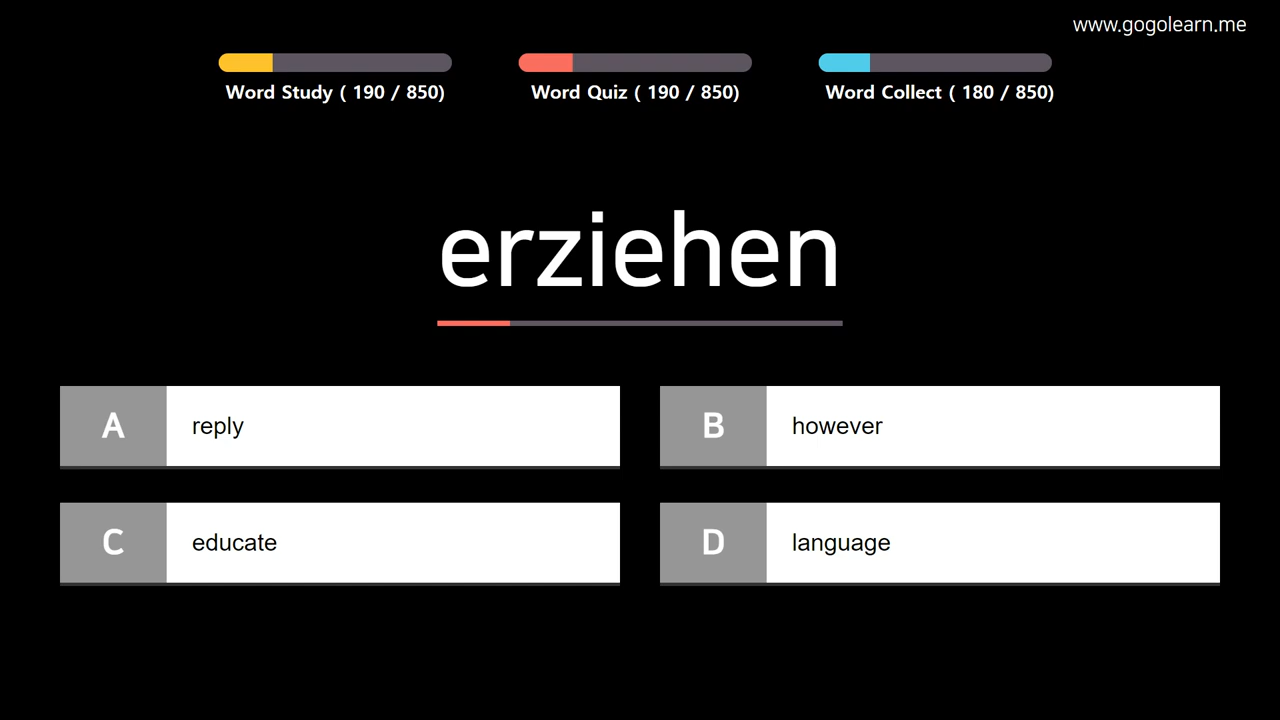 www.gogolearn.me
Word Study ( 190 / 850)
Word Quiz ( 190 / 850)
Word Collect ( 180 / 850)
erziehen
A reply
B however
C educate
D language